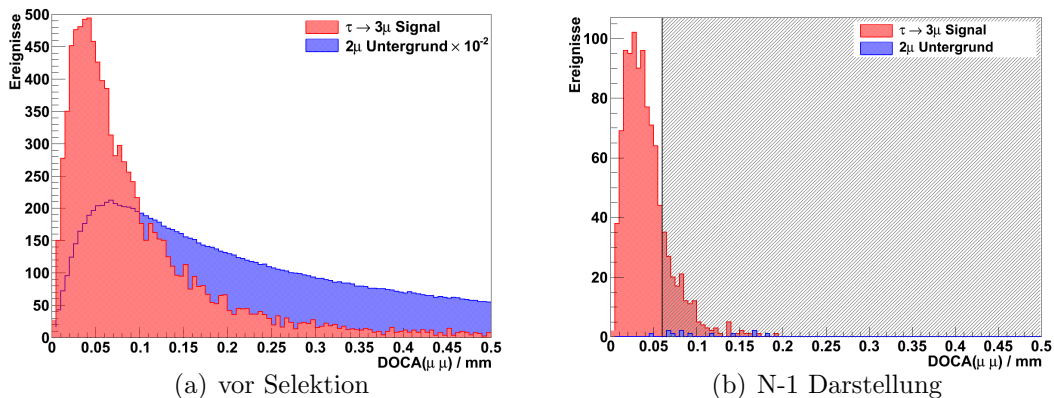 Ereignisse
500
450
400
350
300
250
200
150
100
50
0
τ → 3μ Signal
2μ Untergrund × 10⁻²
0 0.05 0.1 0.15 0.2 0.25 0.3 0.35 0.4 0.45 0.5
DOCA(μ μ) / mm
(a) vor Selektion
Ereignisse
100
80
60
40
20
0
τ → 3μ Signal
2μ Untergrund
0 0.05 0.1 0.15 0.2 0.25 0.3 0.35 0.4 0.45 0.5
DOCA(μ μ) / mm
(b) N-1 Darstellung